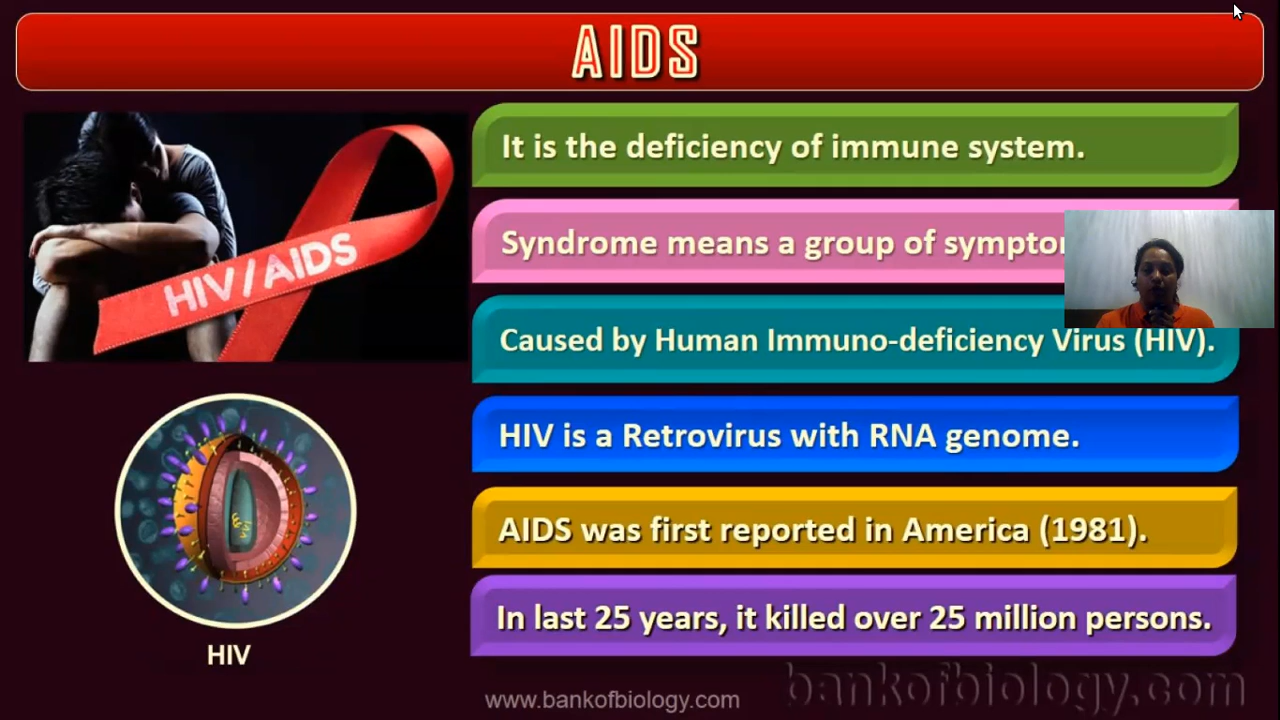 AIDS
It is the deficiency of immune system.
Syndrome means a group of
HIV/AIDS
Caused by Human Immuno-deficiency Virus (HIV).
HIV is a Retrovirus with RNA genome.
AIDS was first reported in America (1981).
In last 25 years, it killed over 25 million persons.
HIV
www.bankofbiology.com
bankofbiology.com